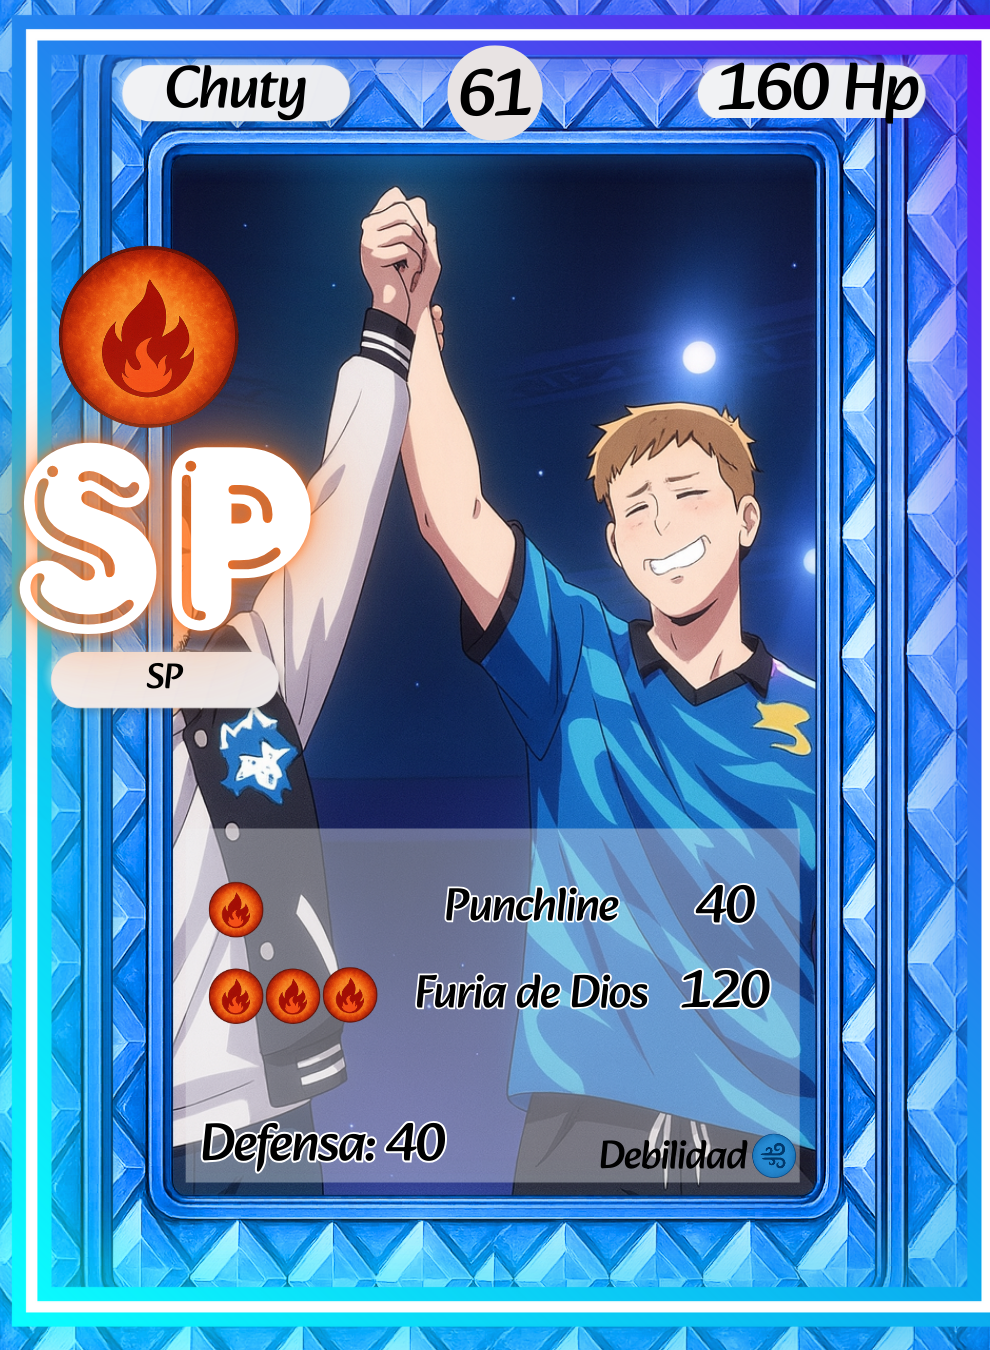 Chuty
61
160 Hp
SP
SP
Punchline 40
Furia de Dios 120
Defensa: 40
Debilidad